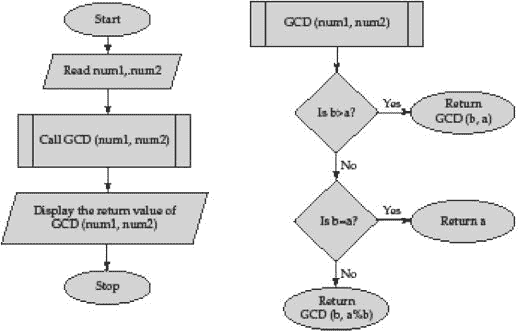 Start
Read num1, num2
Call GCD (num1, num2)
Display the return value of
GCD (num1, num2)
Stop
GCD (num1, num2)
Is b>a?
Yes
Return
GCD (b, a)
No
Is b=a?
Yes
Return a
No
Return
GCD (b, a%b)